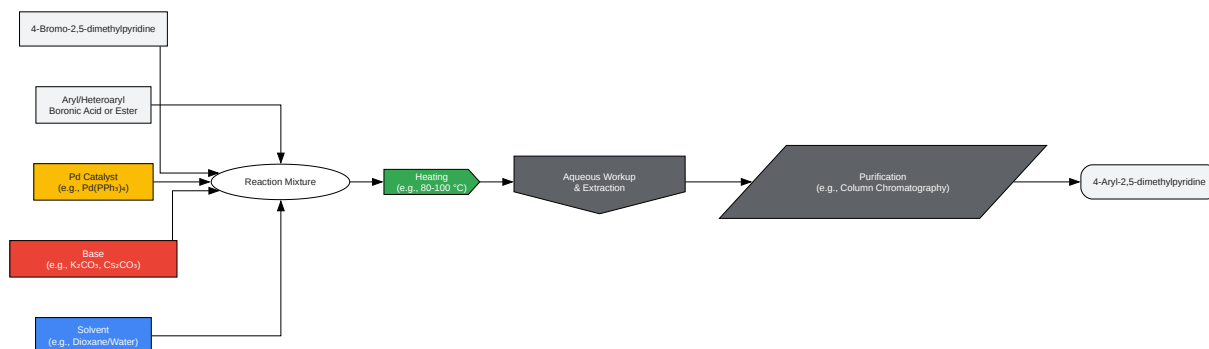 4-Bromo-2,5-dimethylpyridine
Aryl/Heteroaryl
Boronic Acid or Ester
Pd Catalyst
(e.g., Pd(PPh₃)₄)
Base
(e.g., K₂CO₃, Cs₂CO₃)
Solvent
(e.g., Dioxane/Water)
Reaction Mixture
Heating
(e.g., 80-100 °C)
Aqueous Workup
& Extraction
Purification
(e.g., Column Chromatography)
4-Aryl-2,5-dimethylpyridine